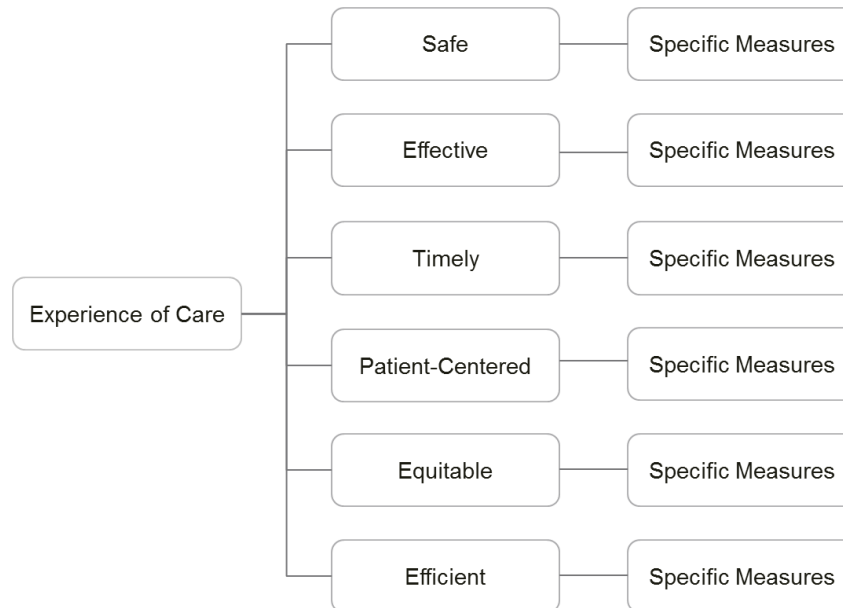 Safe
Specific Measures
Effective
Specific Measures
Timely
Specific Measures
Experience of Care
Patient-Centered
Specific Measures
Equitable
Specific Measures
Efficient
Specific Measures